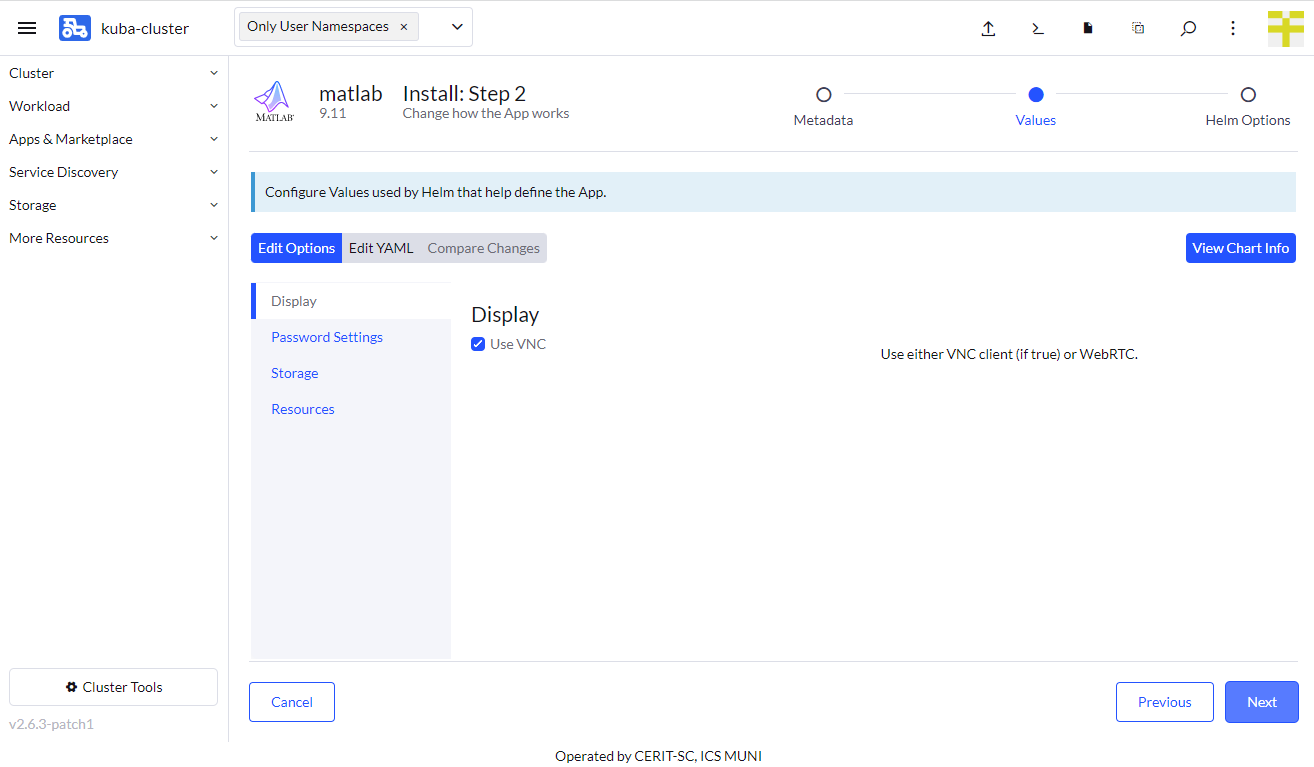 kuba-cluster
Only User Namespaces ×
Cluster
Workload
Apps & Marketplace
Service Discovery
Storage
More Resources
Cluster Tools
v2.6.3-patch1
MATLAB
matlab
9.11
Install: Step 2
Change how the App works
Metadata
Values
Helm Options
Configure Values used by Helm that help define the App.
Edit Options
Edit YAML
Compare Changes
View Chart Info
Display
Password Settings
Storage
Resources
Display
Use VNC
Use either VNC client (if true) or WebRTC.
Cancel
Previous
Next
Operated by CERIT-SC, ICS MUNI